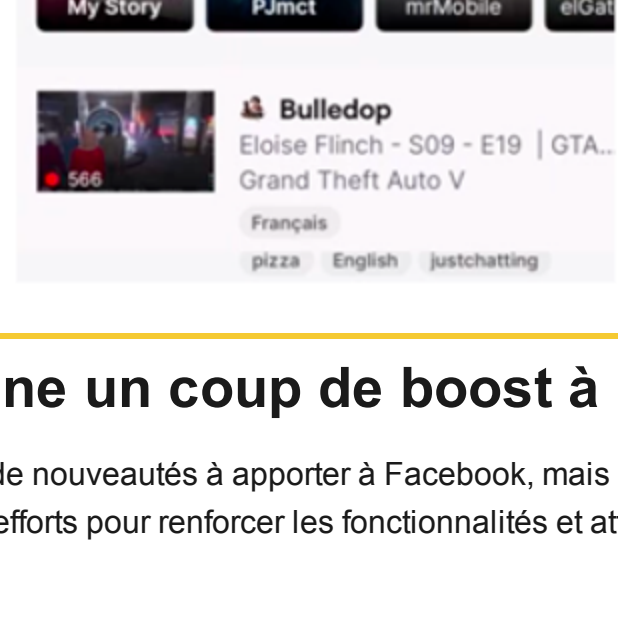 My Story PJmct mrMobile elGat
Bulledop
Eloise Flinch - S09 - E19 | GTA...
566
Grand Theft Auto V
Français
pizza English justchatting
ne un coup de boost à
de nouveautés à apporter à Facebook, mais
efforts pour renforcer les fonctionnalités et at